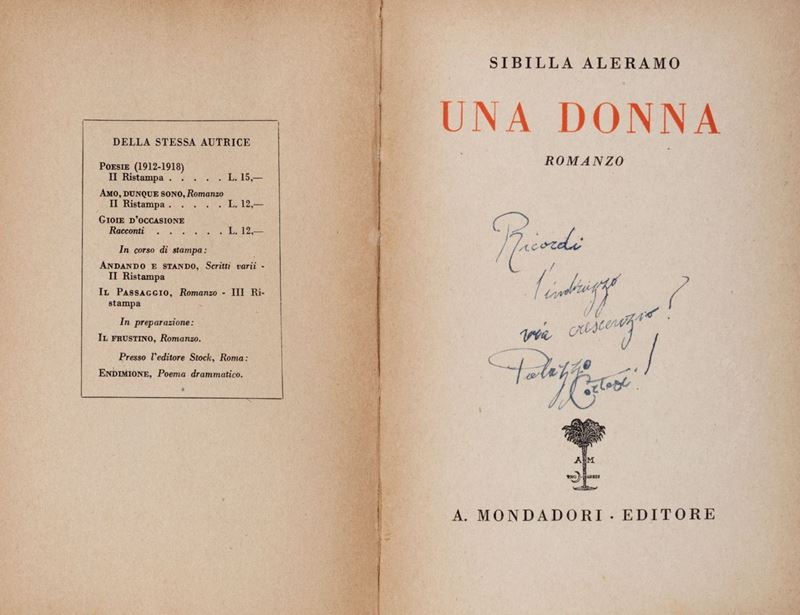 DELLA STESSA AUTRICE
POESIE (1912-1918)
II Ristampa . . . . . L. 15,—
AMO, DUNQUE SONO, Romanzo
II Ristampa . . . . . L. 12,—
GIOIE D'OCCASIONE
Racconti . . . . . . L. 12,—
In corso di stampa:
ANDANDO E STANDO, Scritti varii -
II Ristampa
IL PASSAGGIO, Romanzo - III Ri-
stampa
In preparazione:
IL FRUSTINO, Romanzo.
Presso l'editore Stock, Roma:
ENDIMIONE, Poema drammatico.
SIBILLA ALERAMO
UNA DONNA
ROMANZO
Ricordi
l'indirizzo
via crescenzio?
Palazzo
!
A M
A. MONDADORI · EDITORE